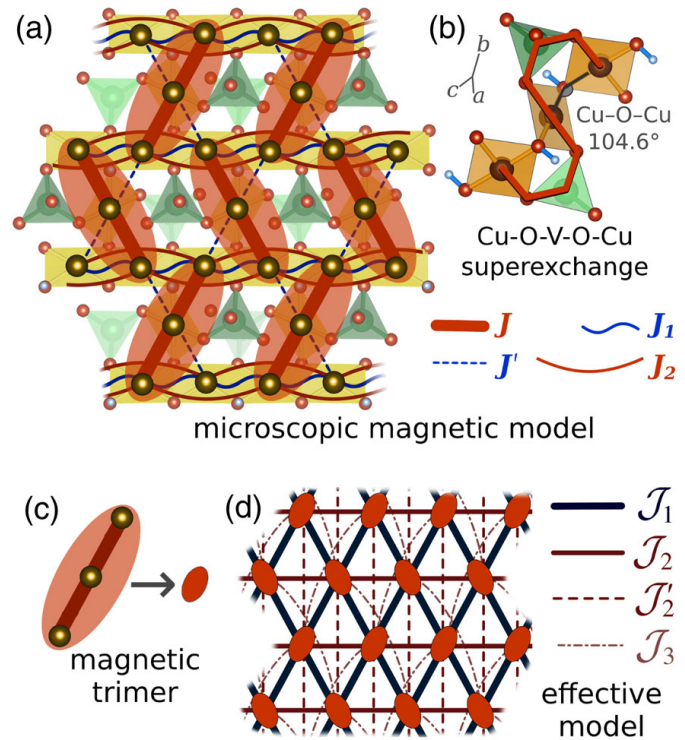 (a)
(b)
b
c
a
Cu–O–Cu
104.6°
Cu-O-V-O-Cu
superexchange
J
J₁
J'
J₂
microscopic magnetic model
(c)
magnetic
trimer
(d)
𝒥₁
𝒥₂
𝒥₂'
𝒥₃
effective
model